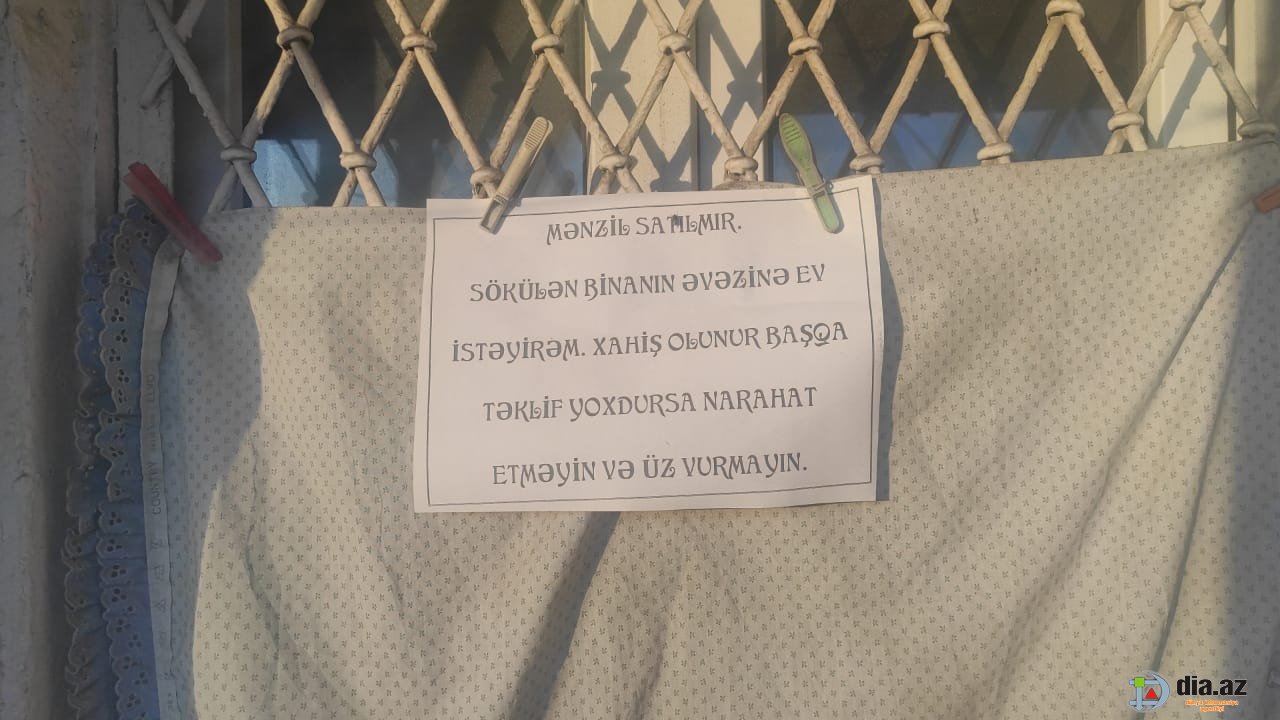 MƏNZİL SATILMIR.
SÖKÜLƏN BİNANIN ƏVƏZİNƏ EV
İSTƏYİRƏM. XAHİŞ OLUNUR BAŞQA
TƏKLİF YOXDURSA NARAHAT
ETMƏYİN VƏ ÜZ VURMAYIN.
COUNTRY
dia.az